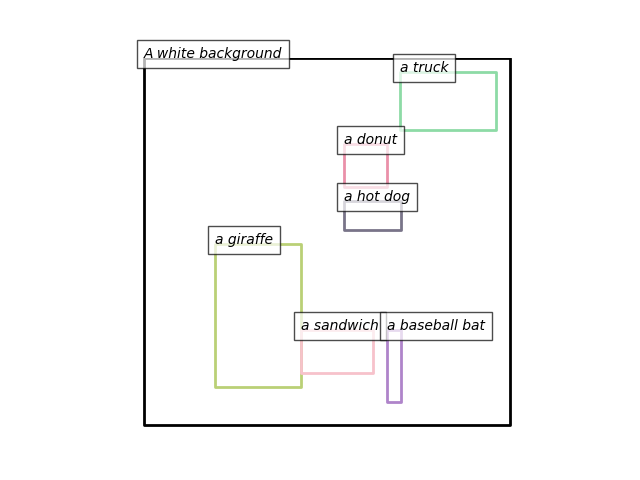 A white background
a truck
a donut
a hot dog
a giraffe
a sandwich
a baseball bat